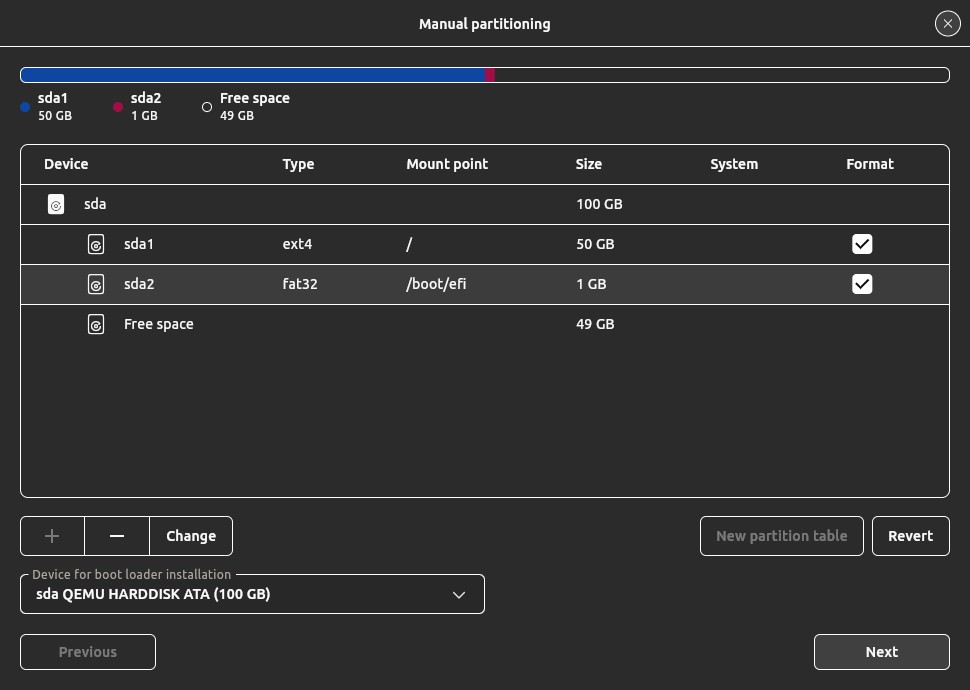 Manual partitioning
sda1 sda2 Free space
50 GB 1 GB 49 GB
Device Type Mount point Size System Format
sda 100 GB
sda1 ext4 / 50 GB
sda2 fat32 /boot/efi 1 GB
Free space 49 GB
+ − Change New partition table Revert
Device for boot loader installation
sda QEMU HARDDISK ATA (100 GB)
Previous Next